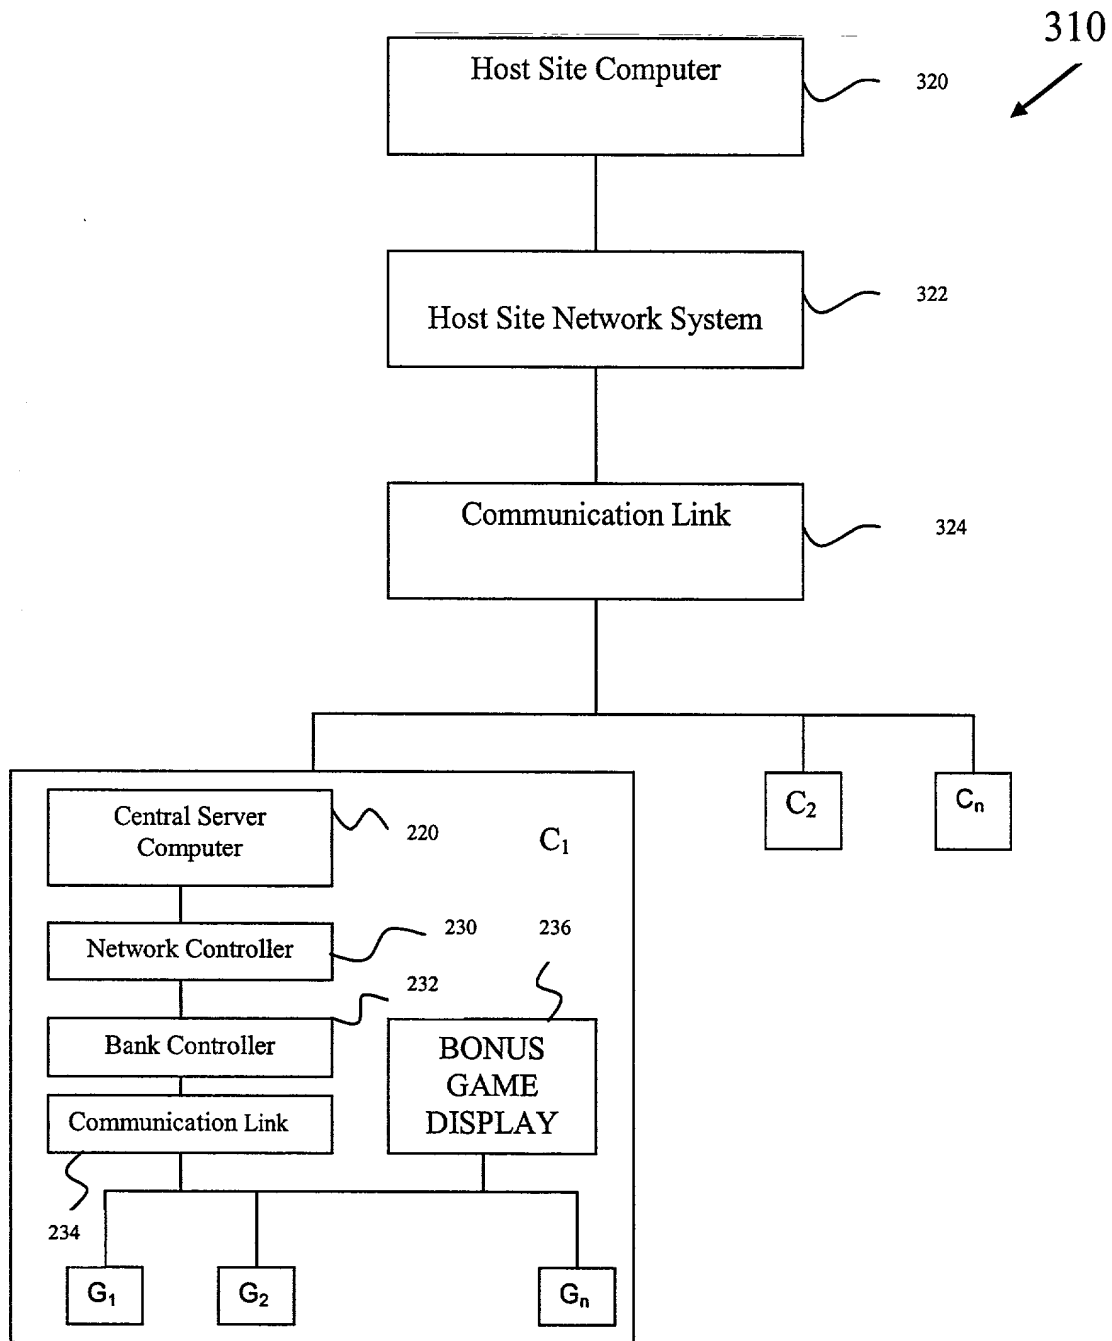 310
Host Site Computer
320
Host Site Network System
322
Communication Link
324
Central Server
Computer
220
C₁
C₂
Cₙ
Network Controller
230
236
232
Bank Controller
BONUS
GAME
DISPLAY
Communication Link
234
G₁
G₂
Gₙ